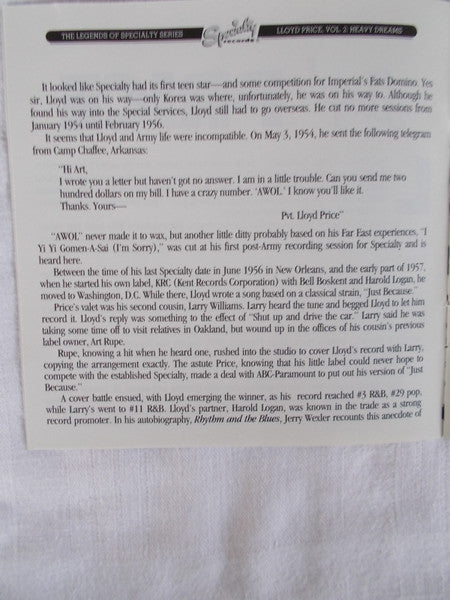 THE LEGENDS OF SPECIALTY SERIES
Specialty
records
LLOYD PRICE, VOL. 2: HEAVY DREAMS
It looked like Specialty had its first teen star—and some competition for Imperial's Fats Domino. Yes
sir, Lloyd was on his way—only Korea was where, unfortunately, he was on his way to. Although he
found his way into the Special Services, Lloyd still had to go overseas. He cut no more sessions from
January 1954 until February 1956.
It seems that Lloyd and Army life were incompatible. On May 3, 1954, he sent the following telegram
from Camp Chaffee, Arkansas:
"Hi Art,
I wrote you a letter but haven't got no answer. I am in a little trouble. Can you send me two
hundred dollars on my bill. I have a crazy number. 'AWOL.' I know you'll like it.
Thanks. Yours—
Pvt. Lloyd Price"
"AWOL" never made it to wax, but another little ditty probably based on his Far East experiences, "I
Yi Yi Gomen-A-Sai (I'm Sorry)," was cut at his first post-Army recording session for Specialty and is
heard here.
Between the time of his last Specialty date in June 1956 in New Orleans, and the early part of 1957,
when he started his own label, KRC (Kent Records Corporation) with Bell Boskent and Harold Logan, he
moved to Washington, D.C. While there, Lloyd wrote a song based on a classical strain, "Just Because."
Price's valet was his second cousin, Larry Williams. Larry heard the tune and begged Lloyd to let him
record it. Lloyd's reply was something to the effect of "Shut up and drive the car." Larry said he was
taking some time off to visit relatives in Oakland, but wound up in the offices of his cousin's previous
label owner, Art Rupe.
Rupe, knowing a hit when he heard one, rushed into the studio to cover Lloyd's record with Larry,
copying the arrangement exactly. The astute Price, knowing that his little label could never hope to
compete with the established Specialty, made a deal with ABC-Paramount to put out his version of "Just
Because."
A cover battle ensued, with Lloyd emerging the winner, as his record reached #3 R&B, #29 pop,
while Larry's went to #11 R&B. Lloyd's partner, Harold Logan, was known in the trade as a strong
record promoter. In his autobiography, Rhythm and the Blues, Jerry Wexler recounts this anecdote of